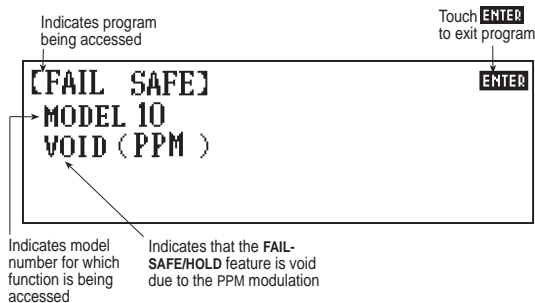 Indicates program
being accessed
Touch ENTER
to exit program
[FAIL SAFE]
ENTER
MODEL 10
VOID (PPM )
Indicates model
number for which
function is being
accessed
Indicates that the FAIL-
SAFE/HOLD feature is void
due to the PPM modulation